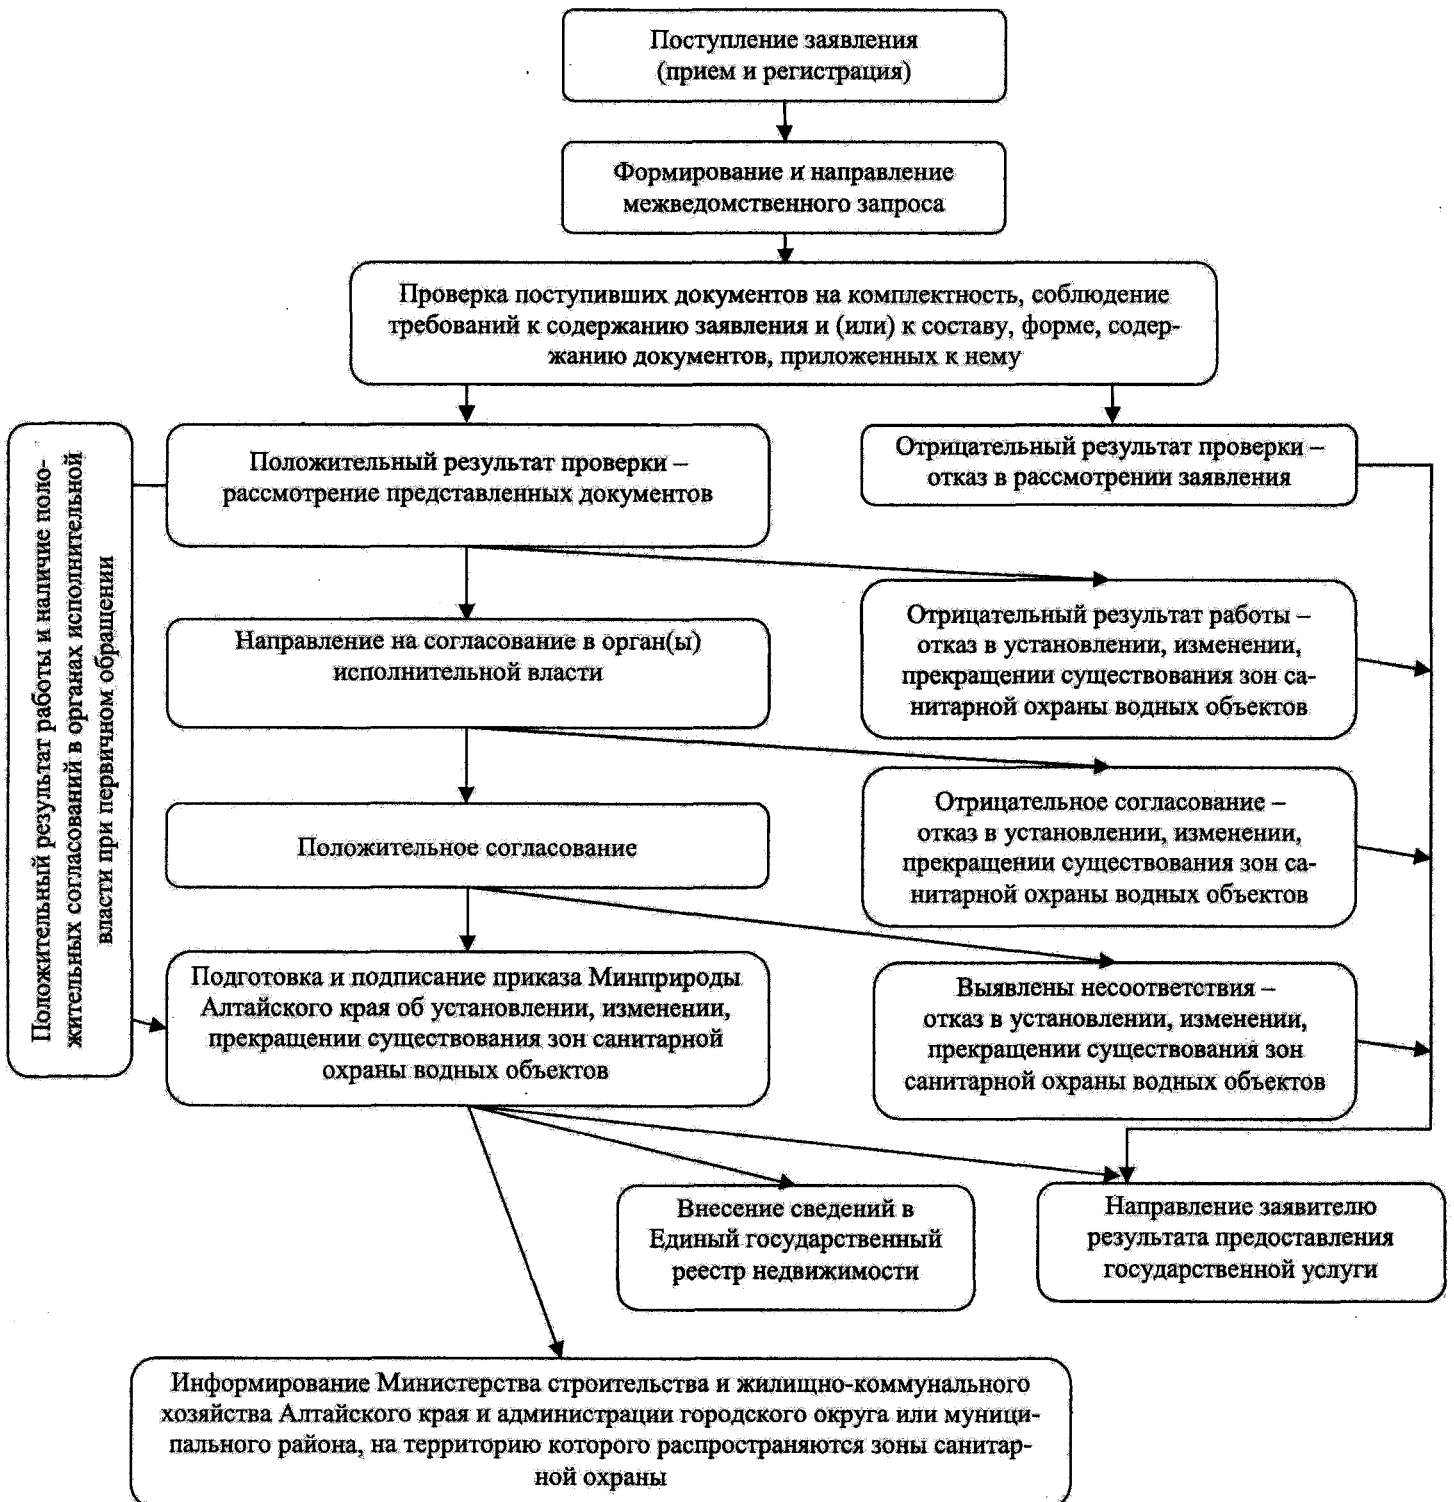 Поступление заявления
(прием и регистрация)
Формирование и направление
межведомственного запроса
Проверка поступивших документов на комплектность, соблюдение
требований к содержанию заявления и (или) к составу, форме, содер-
жанию документов, приложенных к нему
Положительный результат работы и наличие поло-
жительных согласований в органах исполнительной
власти при первичном обращении
Положительный результат проверки –
рассмотрение представленных документов
Отрицательный результат проверки –
отказ в рассмотрении заявления
Направление на согласование в орган(ы)
исполнительной власти
Отрицательный результат работы –
отказ в установлении, изменении,
прекращении существования зон са-
нитарной охраны водных объектов
Положительное согласование
Отрицательное согласование –
отказ в установлении, изменении,
прекращении существования зон са-
нитарной охраны водных объектов
Подготовка и подписание приказа Минприроды
Алтайского края об установлении, изменении,
прекращении существования зон санитарной
охраны водных объектов
Выявлены несоответствия –
отказ в установлении, изменении,
прекращении существования зон
санитарной охраны водных объектов
Внесение сведений в
Единый государственный
реестр недвижимости
Направление заявителю
результата предоставления
государственной услуги
Информирование Министерства строительства и жилищно-коммунального
хозяйства Алтайского края и администрации городского округа или муници-
пального района, на территорию которого распространяются зоны санитар-
ной охраны